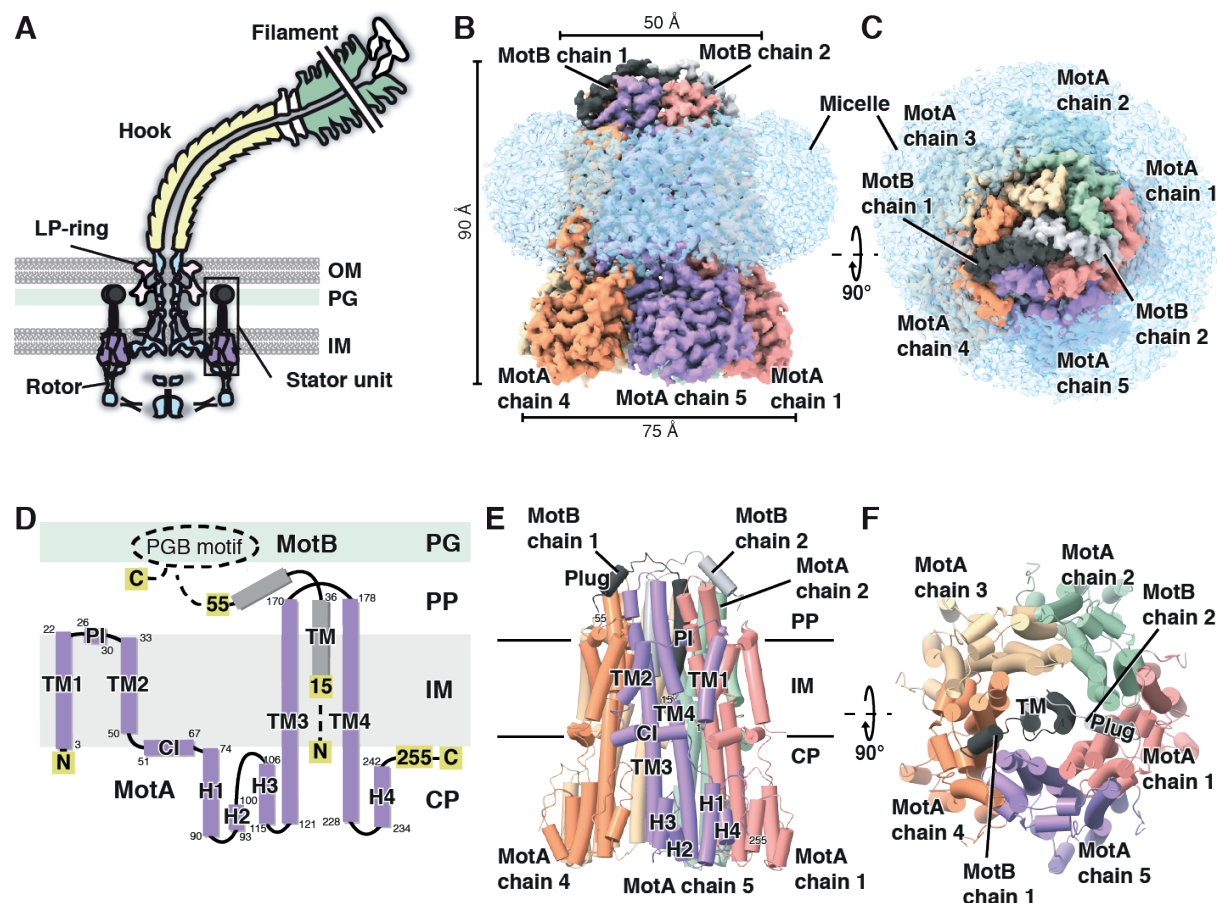 A
Filament
Hook
LP-ring
OM
PG
IM
Rotor
Stator unit
B
50 Å
MotB
chain 1
MotB
chain 2
90 Å
Micelle
MotA
chain 4
MotA chain 5
MotA
chain 1
75 Å
90°
C
MotA
chain 2
MotA
chain 3
MotA
chain 1
MotB
chain 1
MotA
chain 4
MotB
chain 2
MotA
chain 5
D
PGB motif
MotB
PG
C
55
PP
170
36
178
22
26
PI
30
33
TM
TM1
TM2
15
IM
TM3
TM4
50
67
CI
51
74
3
N
N
MotA
106
242
255
C
H1
H3
100
H2
H4
CP
90
93
115
121
228
234
E
MotB
chain 1
MotB
chain 2
Plug
MotA
chain 2
55
PP
PI
TM2
TM1
IM
15
TM4
CI
CP
TM3
H1
H3
H4
H2
255
MotA
chain 4
MotA chain 5
MotA
chain 1
90°
F
MotA
chain 3
MotA
chain 2
MotB
chain 2
TM
Plug
MotA
chain 1
MotA
chain 4
MotB
chain 1
MotA
chain 5